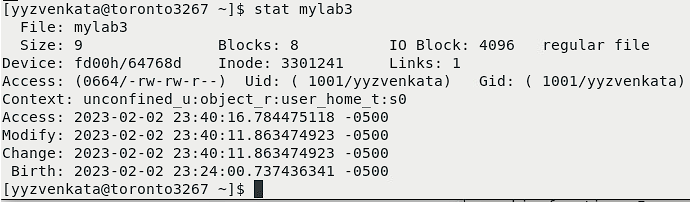 [yyzvenkata@toronto3267 ~]$ stat mylab3
  File: mylab3
  Size: 9               Blocks: 8          IO Block: 4096   regular file
Device: fd00h/64768d    Inode: 3301241     Links: 1
Access: (0664/-rw-rw-r--)  Uid: ( 1001/yyzvenkata)   Gid: ( 1001/yyzvenkata)
Context: unconfined_u:object_r:user_home_t:s0
Access: 2023-02-02 23:40:16.784475118 -0500
Modify: 2023-02-02 23:40:11.863474923 -0500
Change: 2023-02-02 23:40:11.863474923 -0500
 Birth: 2023-02-02 23:24:00.737436341 -0500
[yyzvenkata@toronto3267 ~]$